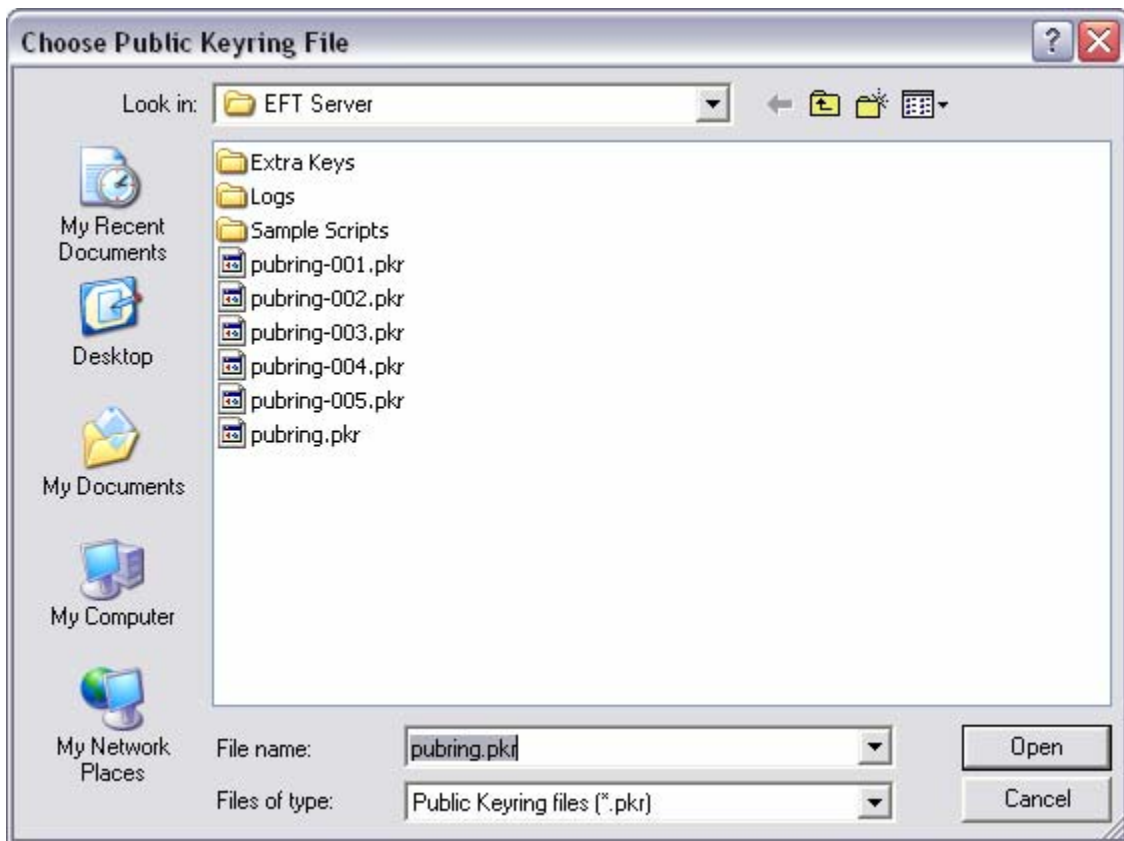 Choose Public Keyring File
Look in:
EFT Server
My Recent
Documents
Desktop
My Documents
My Computer
My Network
Places
Extra Keys
Logs
Sample Scripts
pubring-001.pkr
pubring-002.pkr
pubring-003.pkr
pubring-004.pkr
pubring-005.pkr
pubring.pkr
File name:
pubring.pkr
Open
Files of type:
Public Keyring files (*.pkr)
Cancel